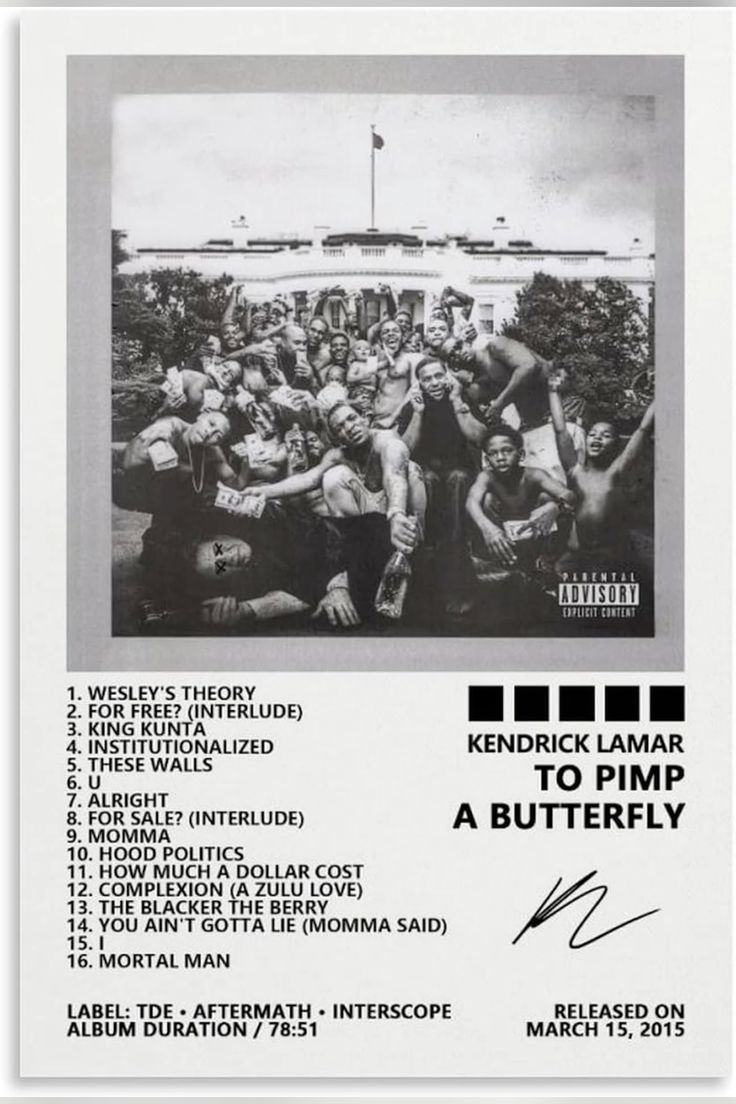 PARENTAL
ADVISORY
EXPLICIT CONTENT
1. WESLEY'S THEORY
2. FOR FREE? (INTERLUDE)
3. KING KUNTA
4. INSTITUTIONALIZED
5. THESE WALLS
6. U
7. ALRIGHT
8. FOR SALE? (INTERLUDE)
9. MOMMA
10. HOOD POLITICS
11. HOW MUCH A DOLLAR COST
12. COMPLEXION (A ZULU LOVE)
13. THE BLACKER THE BERRY
14. YOU AIN'T GOTTA LIE (MOMMA SAID)
15. I
16. MORTAL MAN
KENDRICK LAMAR
TO PIMP
A BUTTERFLY
LABEL: TDE • AFTERMATH • INTERSCOPE
ALBUM DURATION / 78:51
RELEASED ON
MARCH 15, 2015